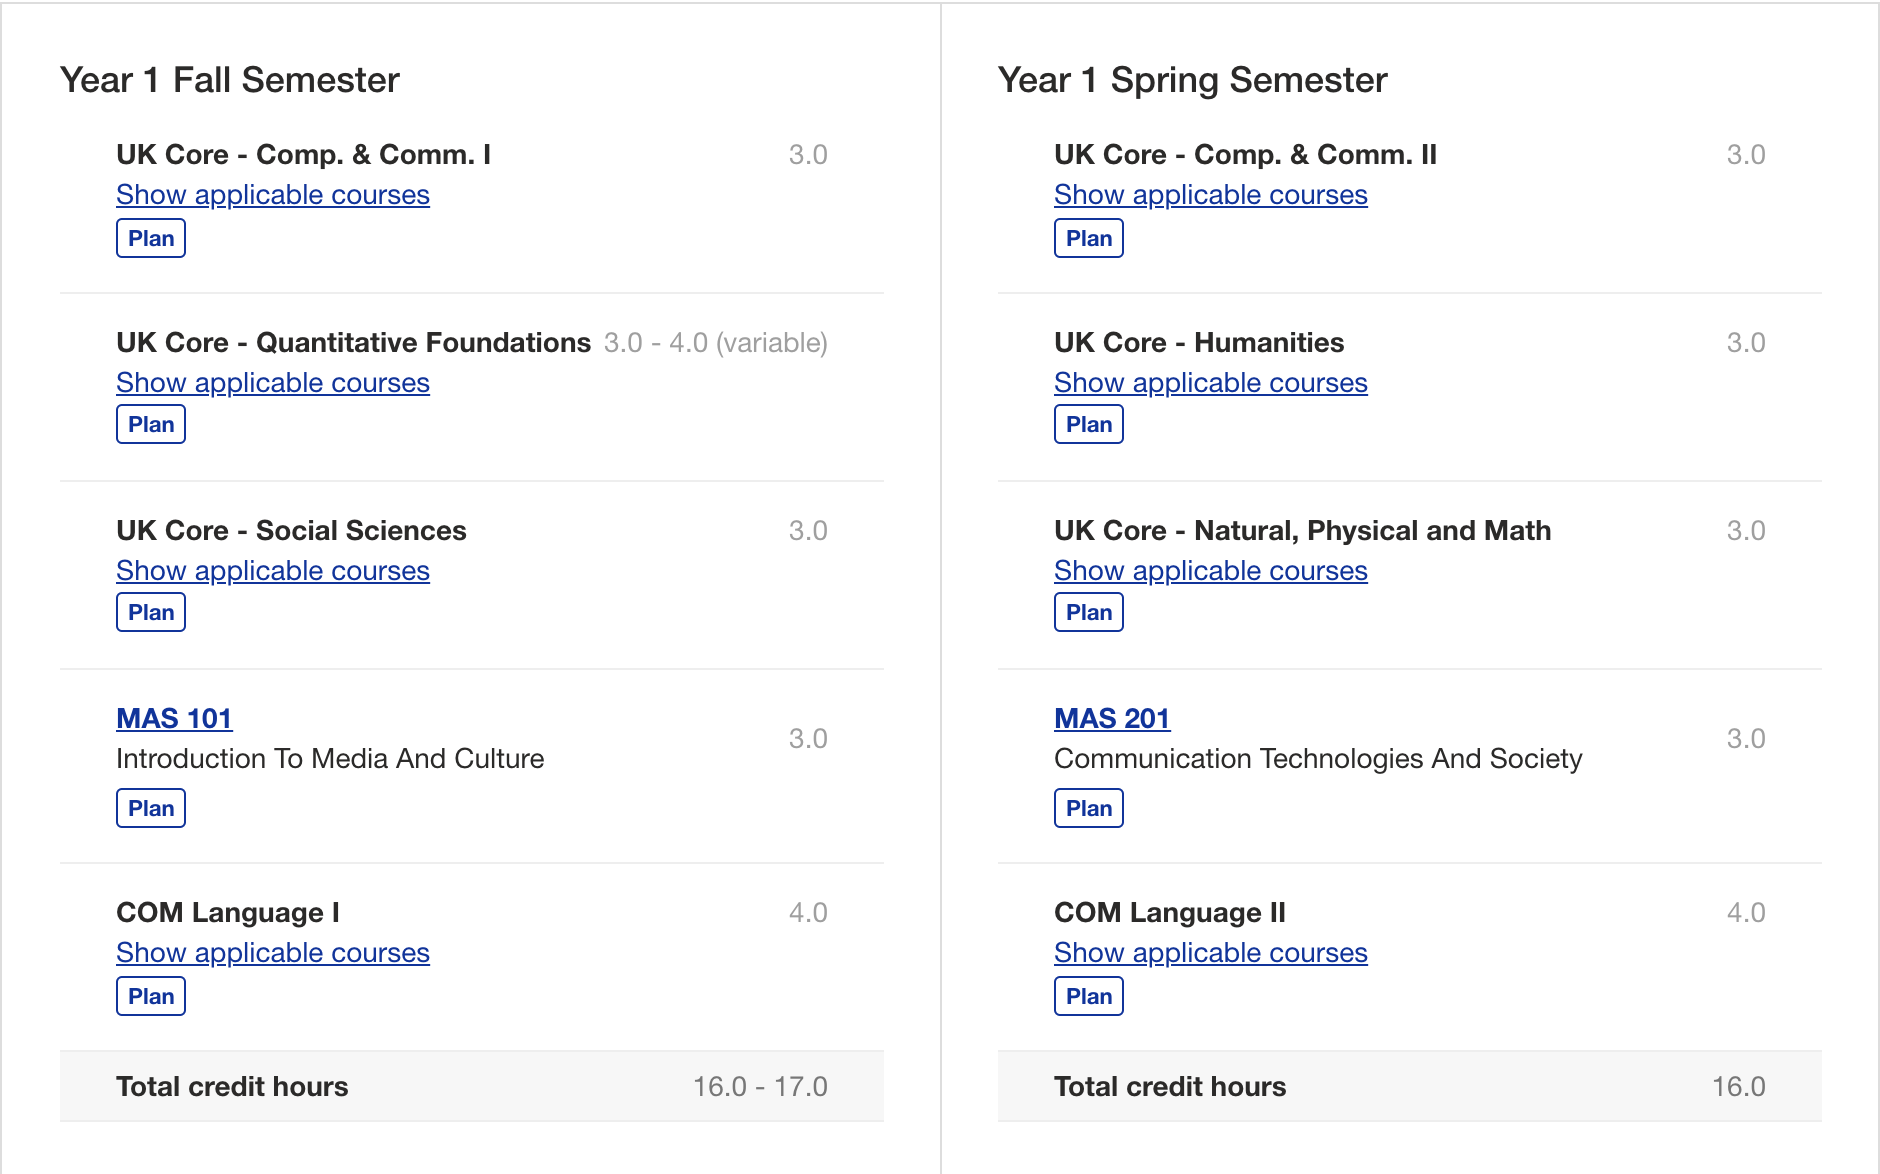 Year 1 Fall Semester
UK Core - Comp. & Comm. I 3.0
Show applicable courses
Plan
UK Core - Quantitative Foundations 3.0 - 4.0 (variable)
Show applicable courses
Plan
UK Core - Social Sciences 3.0
Show applicable courses
Plan
MAS 101
Introduction To Media And Culture
3.0
Plan
COM Language I 4.0
Show applicable courses
Plan
Total credit hours 16.0 - 17.0
Year 1 Spring Semester
UK Core - Comp. & Comm. II 3.0
Show applicable courses
Plan
UK Core - Humanities 3.0
Show applicable courses
Plan
UK Core - Natural, Physical and Math 3.0
Show applicable courses
Plan
MAS 201
Communication Technologies And Society
3.0
Plan
COM Language II 4.0
Show applicable courses
Plan
Total credit hours 16.0